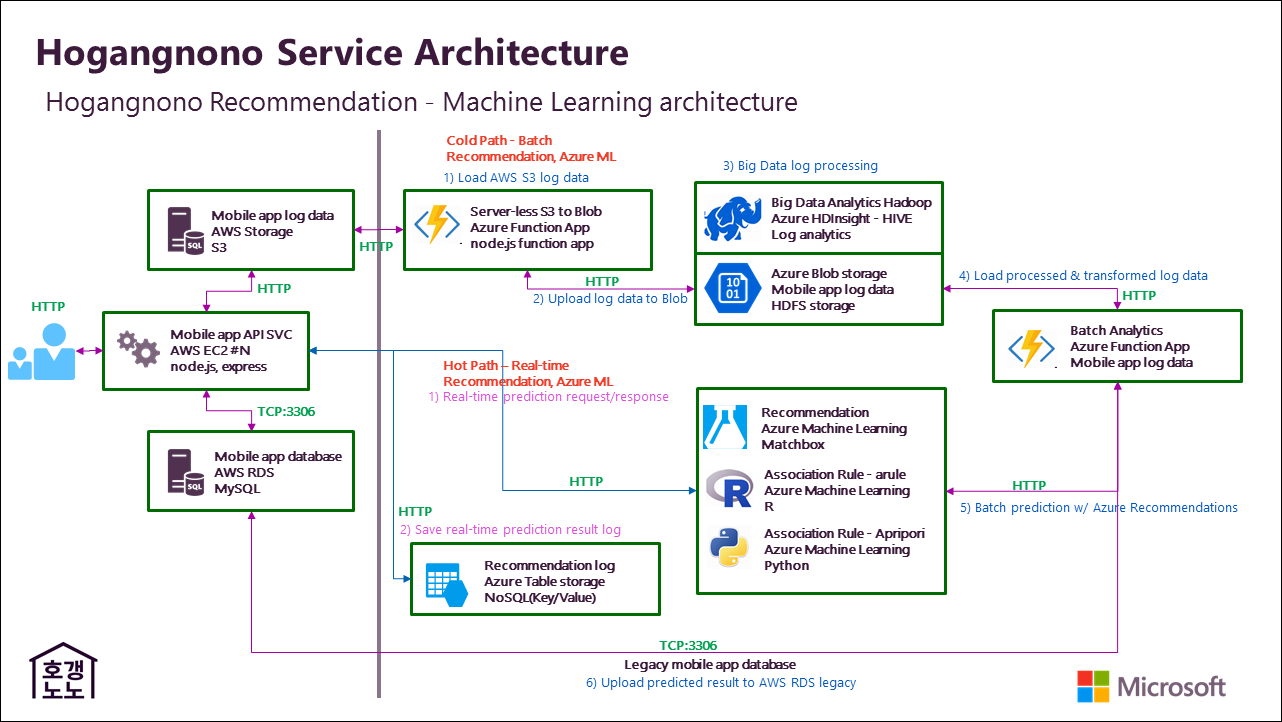 Hogangnono Service Architecture
Hogangnono Recommendation - Machine Learning architecture
Cold Path - Batch
Recommendation, Azure ML
1) Load AWS S3 log data
3) Big Data log processing
Mobile app log data
AWS Storage
S3
SQL
HTTP
Server-less S3 to Blob
Azure Function App
node.js function app
Big Data Analytics Hadoop
Azure HDInsight - HIVE
Log analytics
HTTP
HTTP
2) Upload log data to Blob
10
01
Azure Blob storage
Mobile app log data
HDFS storage
4) Load processed & transformed log data
HTTP
HTTP
Mobile app API SVC
AWS EC2 #N
node.js, express
Batch Analytics
Azure Function App
Mobile app log data
Hot Path – Real-time
Recommendation, Azure ML
1) Real-time prediction request/response
TCP:3306
Mobile app database
AWS RDS
MySQL
SQL
Recommendation
Azure Machine Learning
Matchbox
Association Rule - arule
Azure Machine Learning
R
R
Association Rule - Apripori
Azure Machine Learning
Python
HTTP
HTTP
5) Batch prediction w/ Azure Recommendations
HTTP
2) Save real-time prediction result log
Recommendation log
Azure Table storage
NoSQL(Key/Value)
TCP:3306
Legacy mobile app database
6) Upload predicted result to AWS RDS legacy
호갱
노노
Microsoft